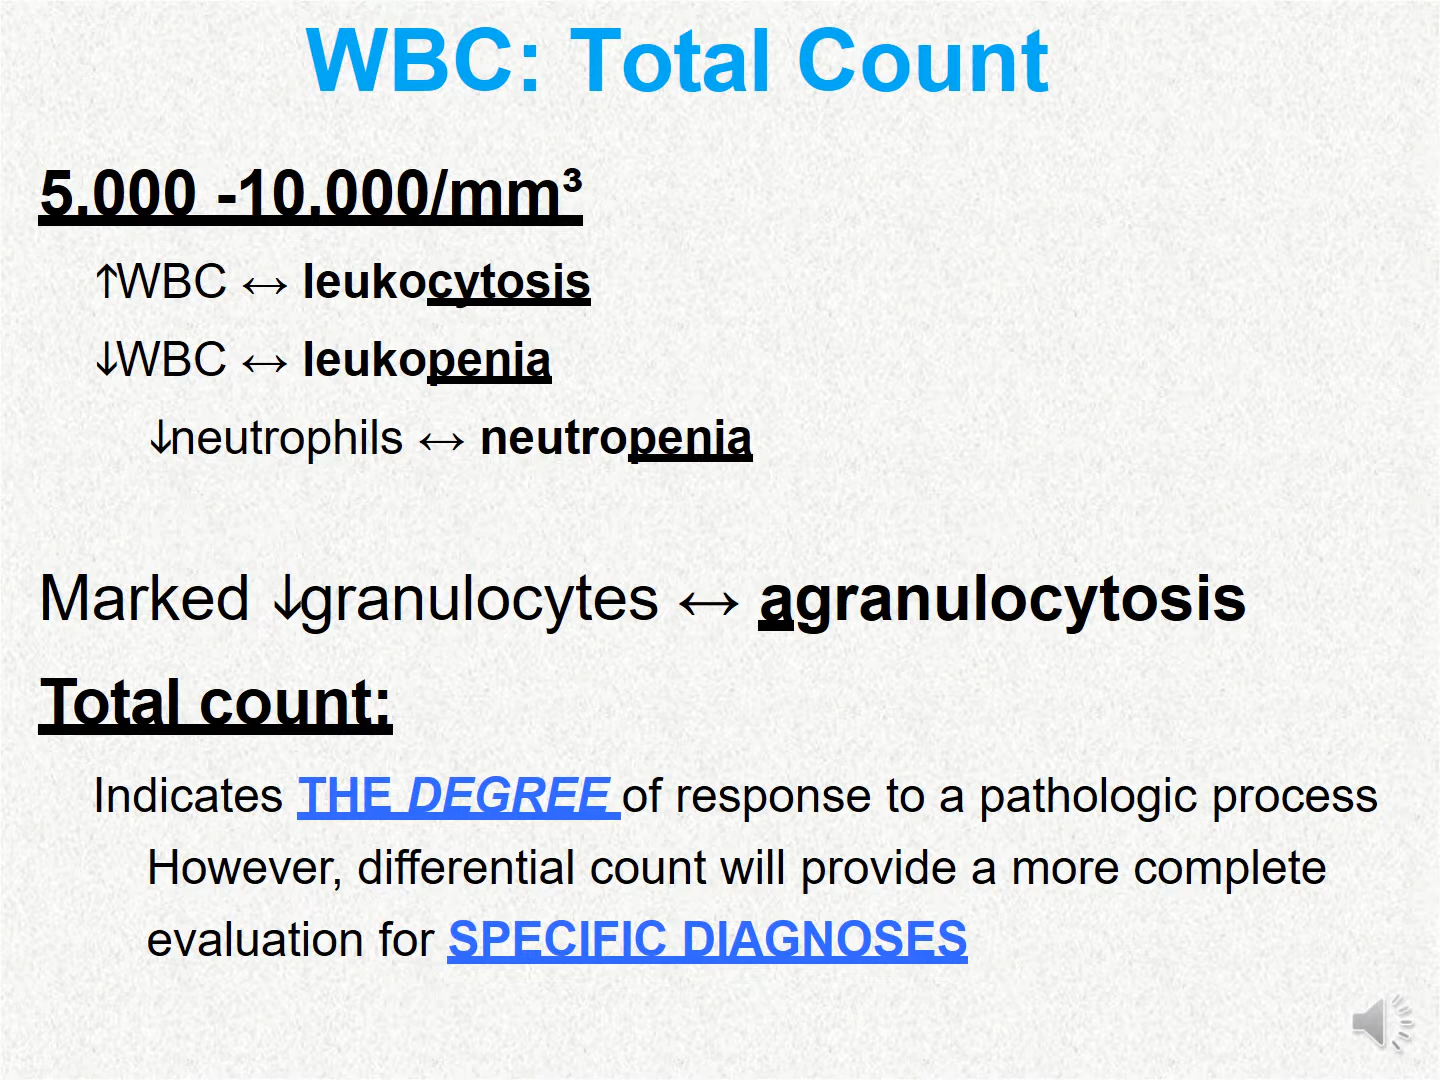 WBC: Total Count
5,000 -10,000/mm³
↑WBC ↔ leukocytosis
↓WBC ↔ leukopenia
↓neutrophils ↔ neutropenia
Marked ↓granulocytes ↔ agranulocytosis
Total count:
Indicates THE DEGREE of response to a pathologic process
However, differential count will provide a more complete
evaluation for SPECIFIC DIAGNOSES